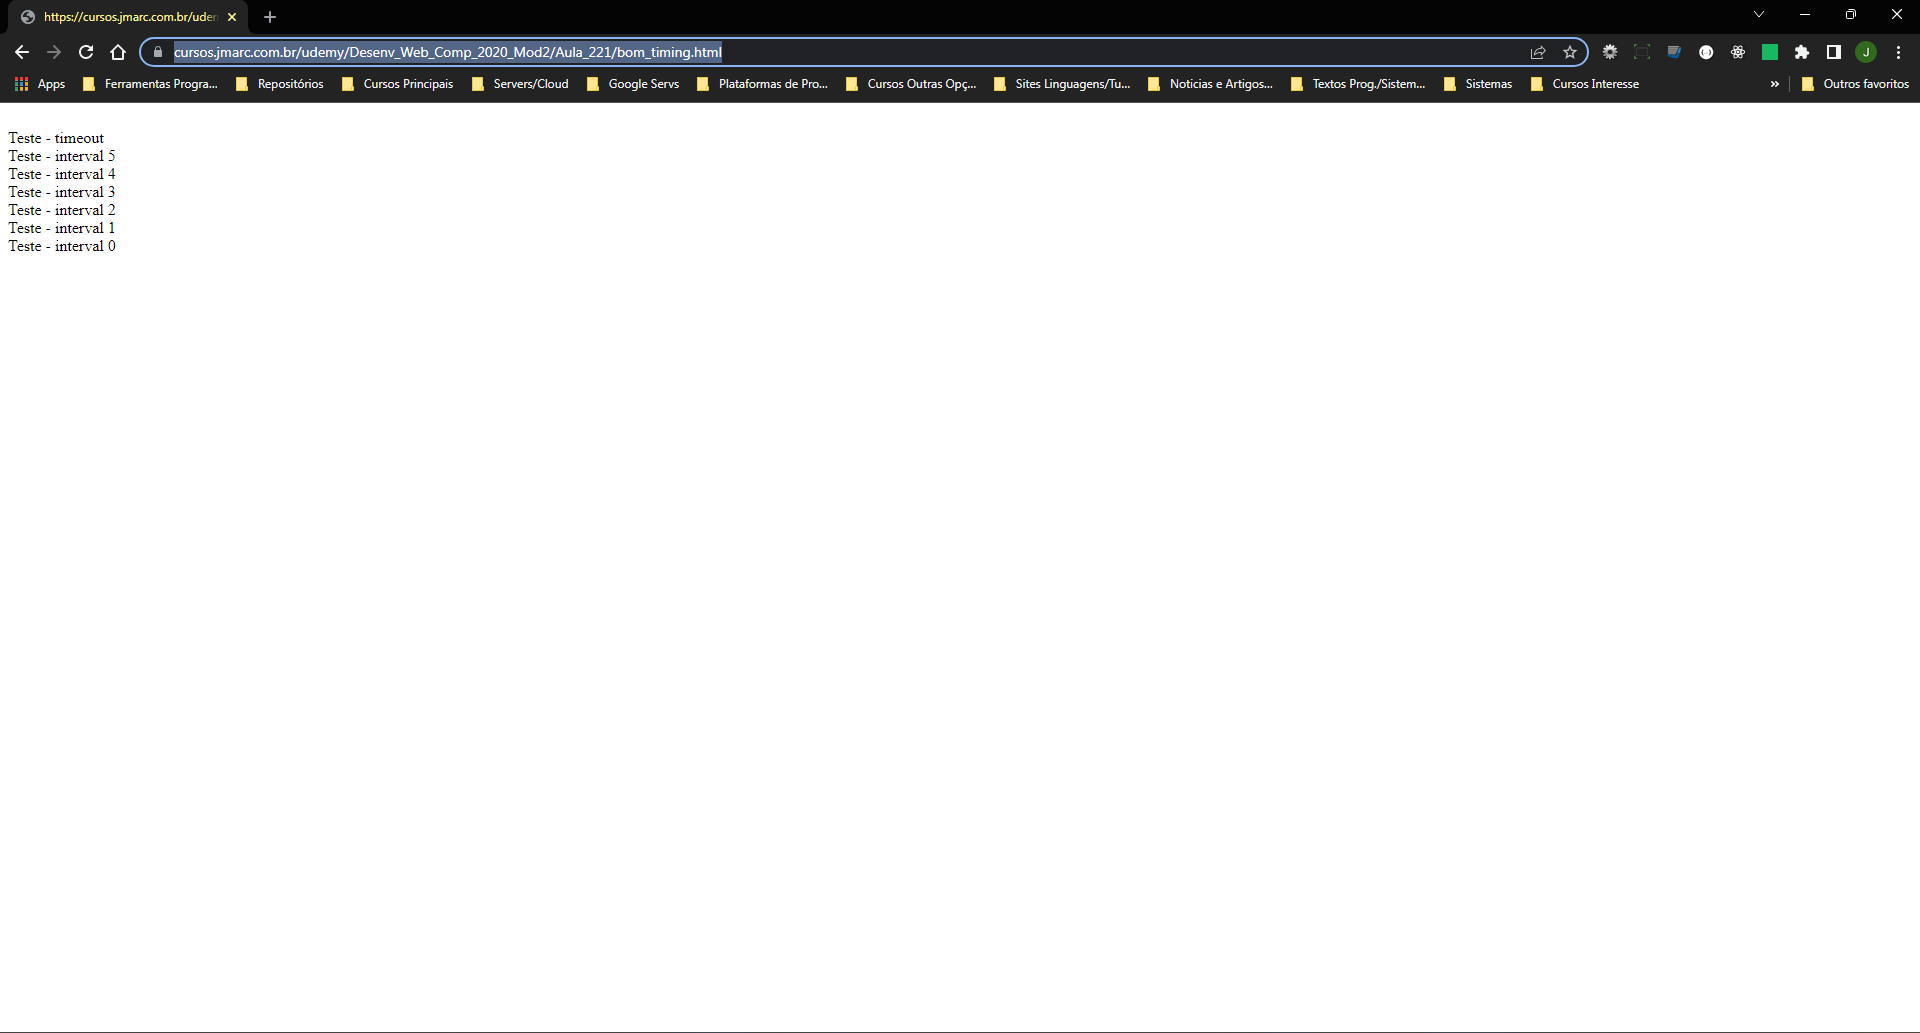 https://cursos.jmarc.com.br/uder
cursos.jmarc.com.br/udemy/Desenv_Web_Comp_2020_Mod2/Aula_221/bom_timing.html
J
Apps Ferramentas Progra... Repositórios Cursos Principais Servers/Cloud Google Servs Plataformas de Pro... Cursos Outras Opç... Sites Linguagens/Tu... Noticias e Artigos... Textos Prog./Sistem... Sistemas Cursos Interesse » Outros favoritos
Teste - timeout
Teste - interval 5
Teste - interval 4
Teste - interval 3
Teste - interval 2
Teste - interval 1
Teste - interval 0